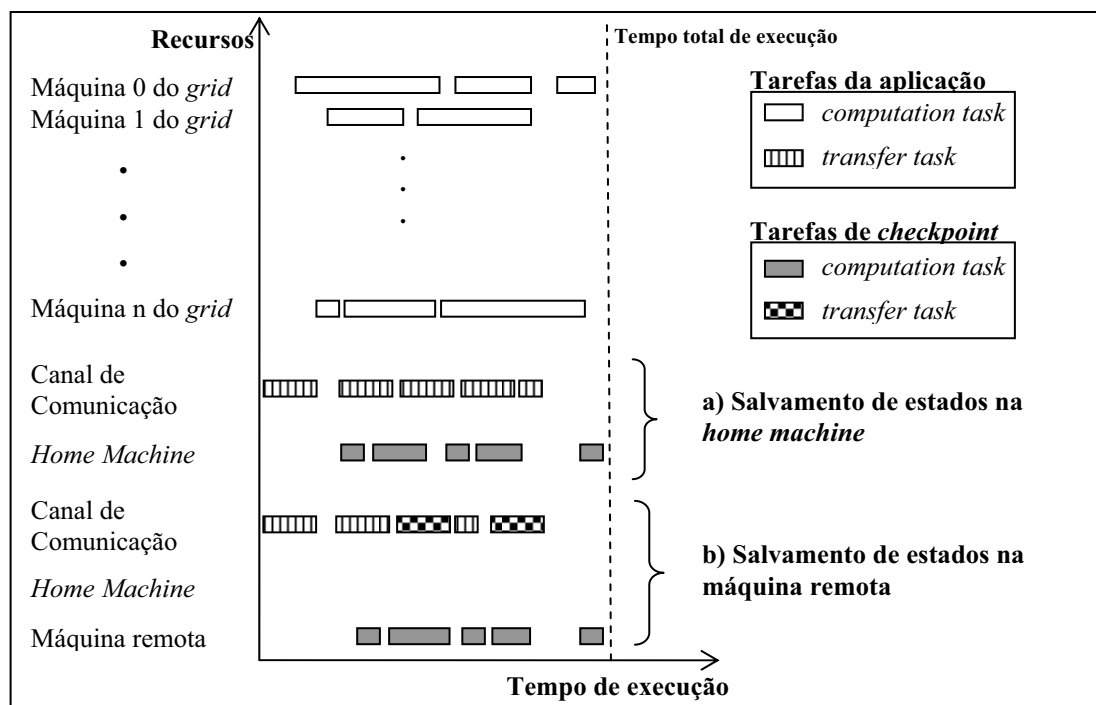 Recursos
Tempo total de execução
Máquina 0 do grid
Máquina 1 do grid
Máquina n do grid
Tarefas da aplicação
computation task
transfer task
Tarefas de checkpoint
computation task
transfer task
Canal de
Comunicação
Home Machine
a) Salvamento de estados na
home machine
Canal de
Comunicação
Home Machine
Máquina remota
b) Salvamento de estados na
máquina remota
Tempo de execução